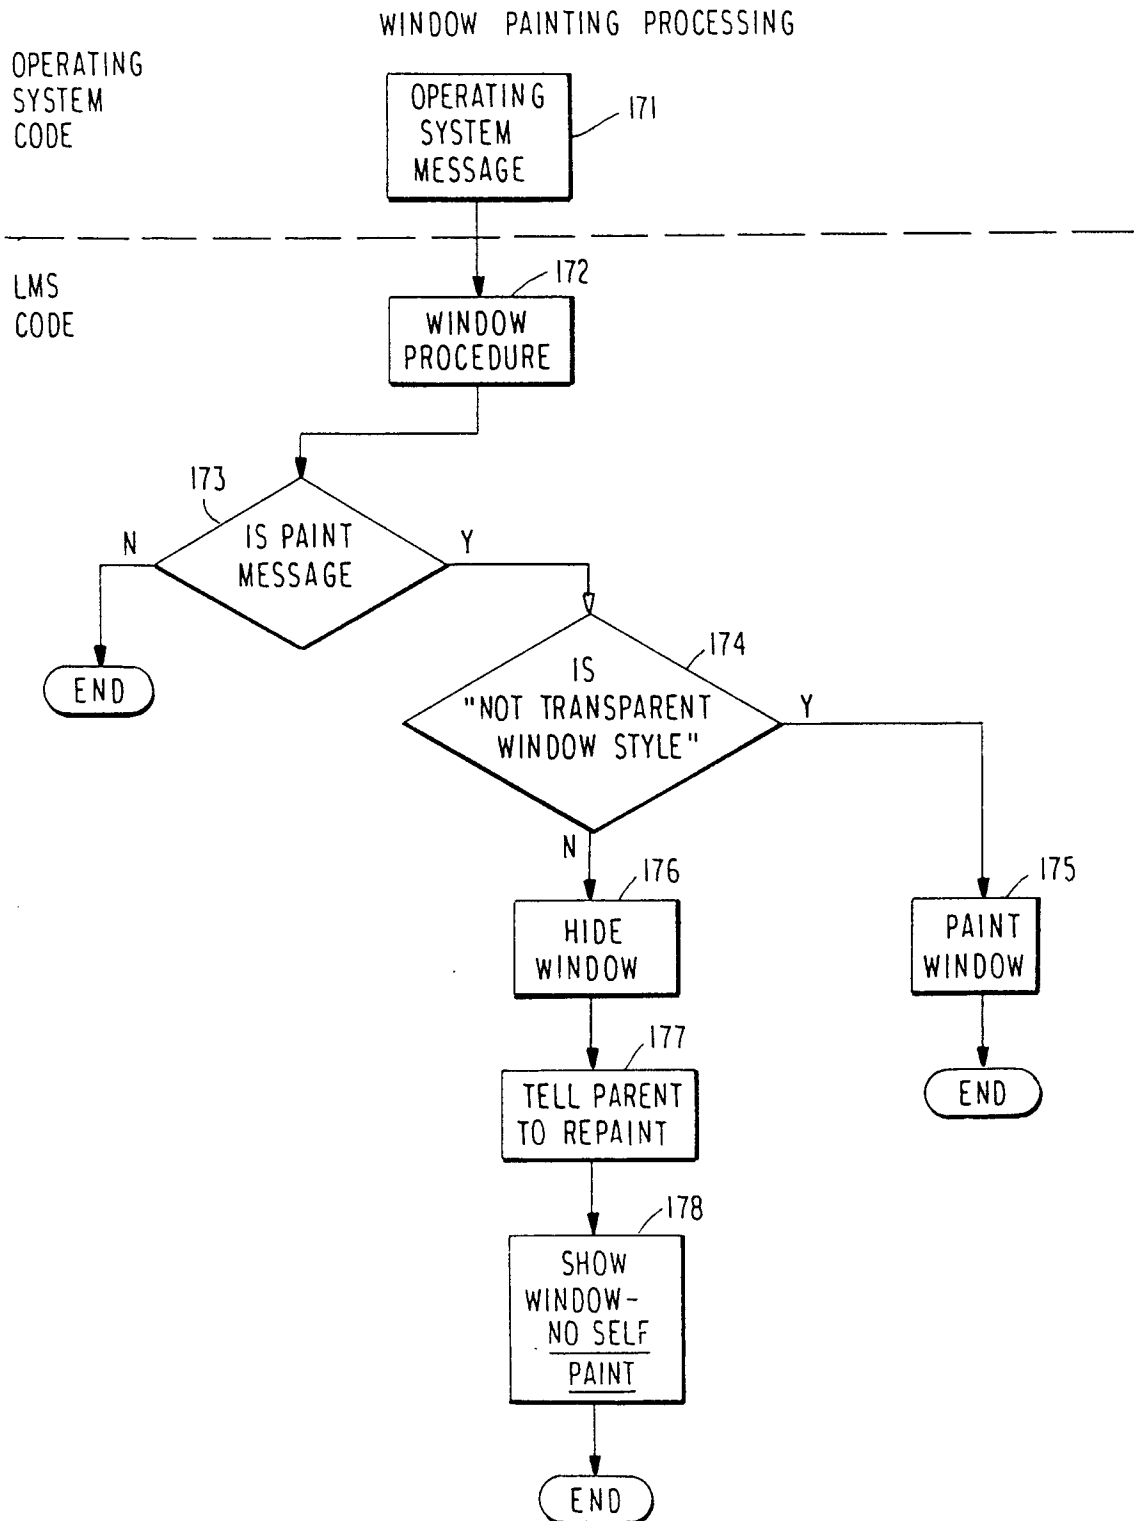 WINDOW PAINTING PROCESSING
OPERATING
SYSTEM
CODE
OPERATING
SYSTEM
MESSAGE
171
LMS
CODE
172
WINDOW
PROCEDURE
173
IS PAINT
MESSAGE
N
Y
END
174
IS
"NOT TRANSPARENT
WINDOW STYLE"
Y
N
176
HIDE
WINDOW
175
PAINT
WINDOW
177
TELL PARENT
TO REPAINT
END
178
SHOW
WINDOW-
NO SELF
PAINT
END